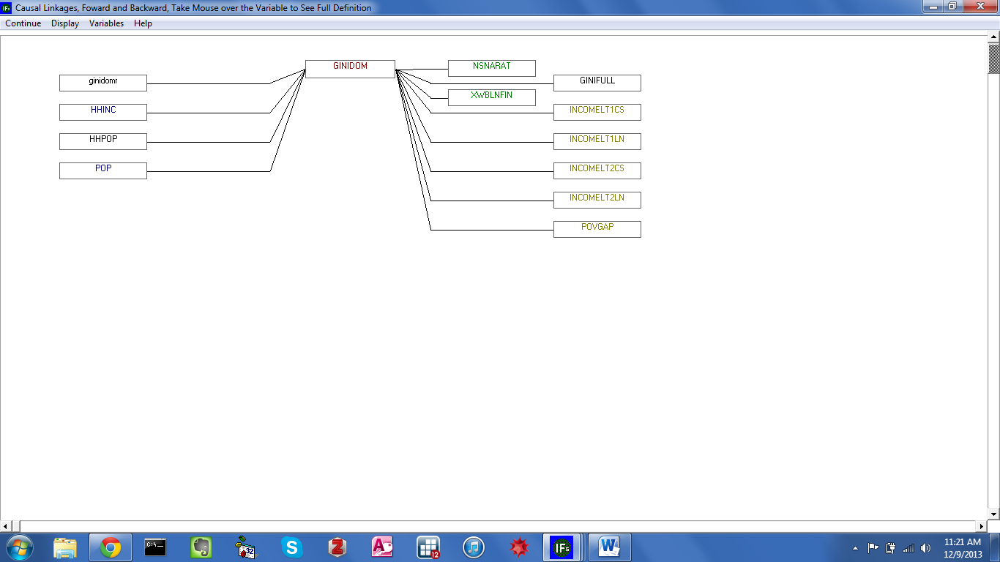 Causal Linkages, Foward and Backward, Take Mouse over the Variable to See Full Definition
Continue Display Variables Help
GINIDOM
NSNARAT
ginidomr
GINIFULL
XWBLNFIN
HHINC
INCOMELT1CS
HHPOP
INCOMELT1LN
POP
INCOMELT2CS
INCOMELT2LN
POVGAP
IFs
C:\
32
S
Z
A
12
IFs
W
11:21 AM
12/9/2013